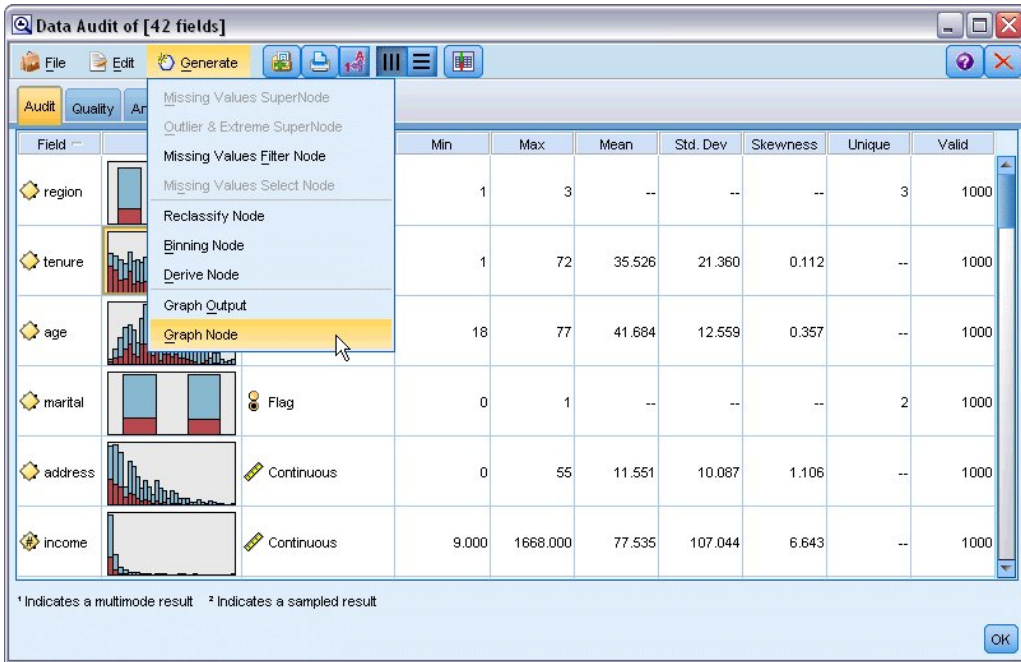 Data Audit of [42 fields]
File Edit Generate
Audit Quality An
Missing Values SuperNode
Outlier & Extreme SuperNode
Missing Values Filter Node
Missing Values Select Node
Reclassify Node
Binning Node
Derive Node
Graph Output
Graph Node
Field Min Max Mean Std. Dev Skewness Unique Valid
region 1 3 -- -- -- 3 1000
tenure 1 72 35.526 21.360 0.112 -- 1000
age 18 77 41.684 12.559 0.357 -- 1000
marital Flag 0 1 -- -- -- 2 1000
address Continuous 0 55 11.551 10.087 1.106 -- 1000
income Continuous 9.000 1668.000 77.535 107.044 6.643 -- 1000
¹ Indicates a multimode result ² Indicates a sampled result
OK